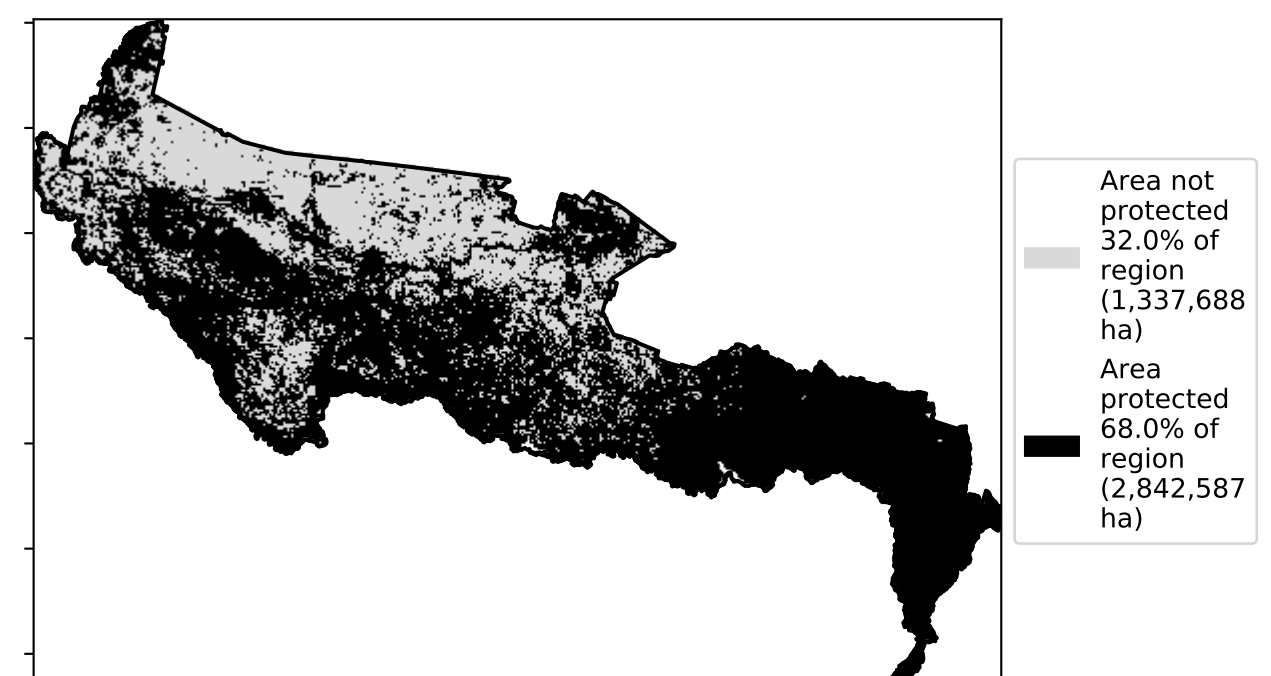 Area not
protected
32.0% of
region
(1,337,688
ha)
Area
protected
68.0% of
region
(2,842,587
ha)